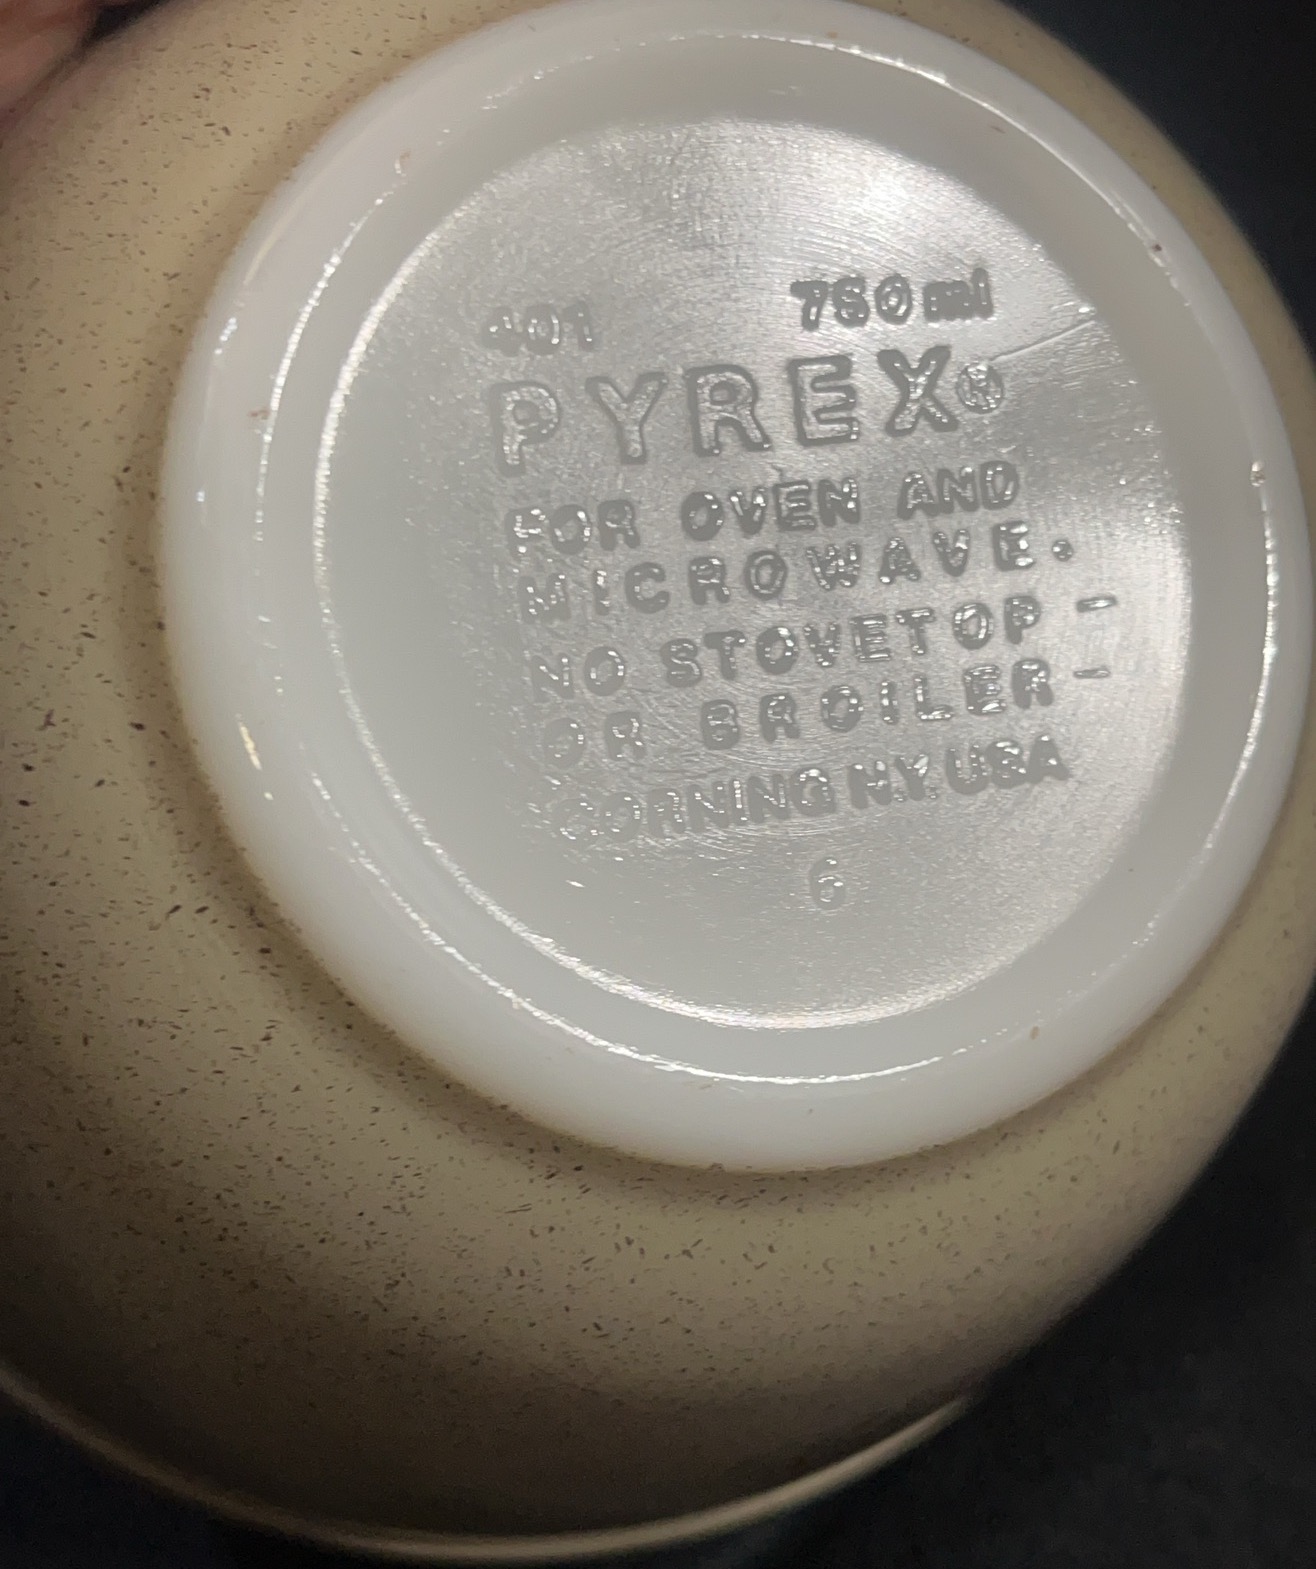 401 750 ml
PYREX®
FOR OVEN AND
MICROWAVE.
NO STOVETOP -
OR BROILER -
CORNING N.Y. USA
6